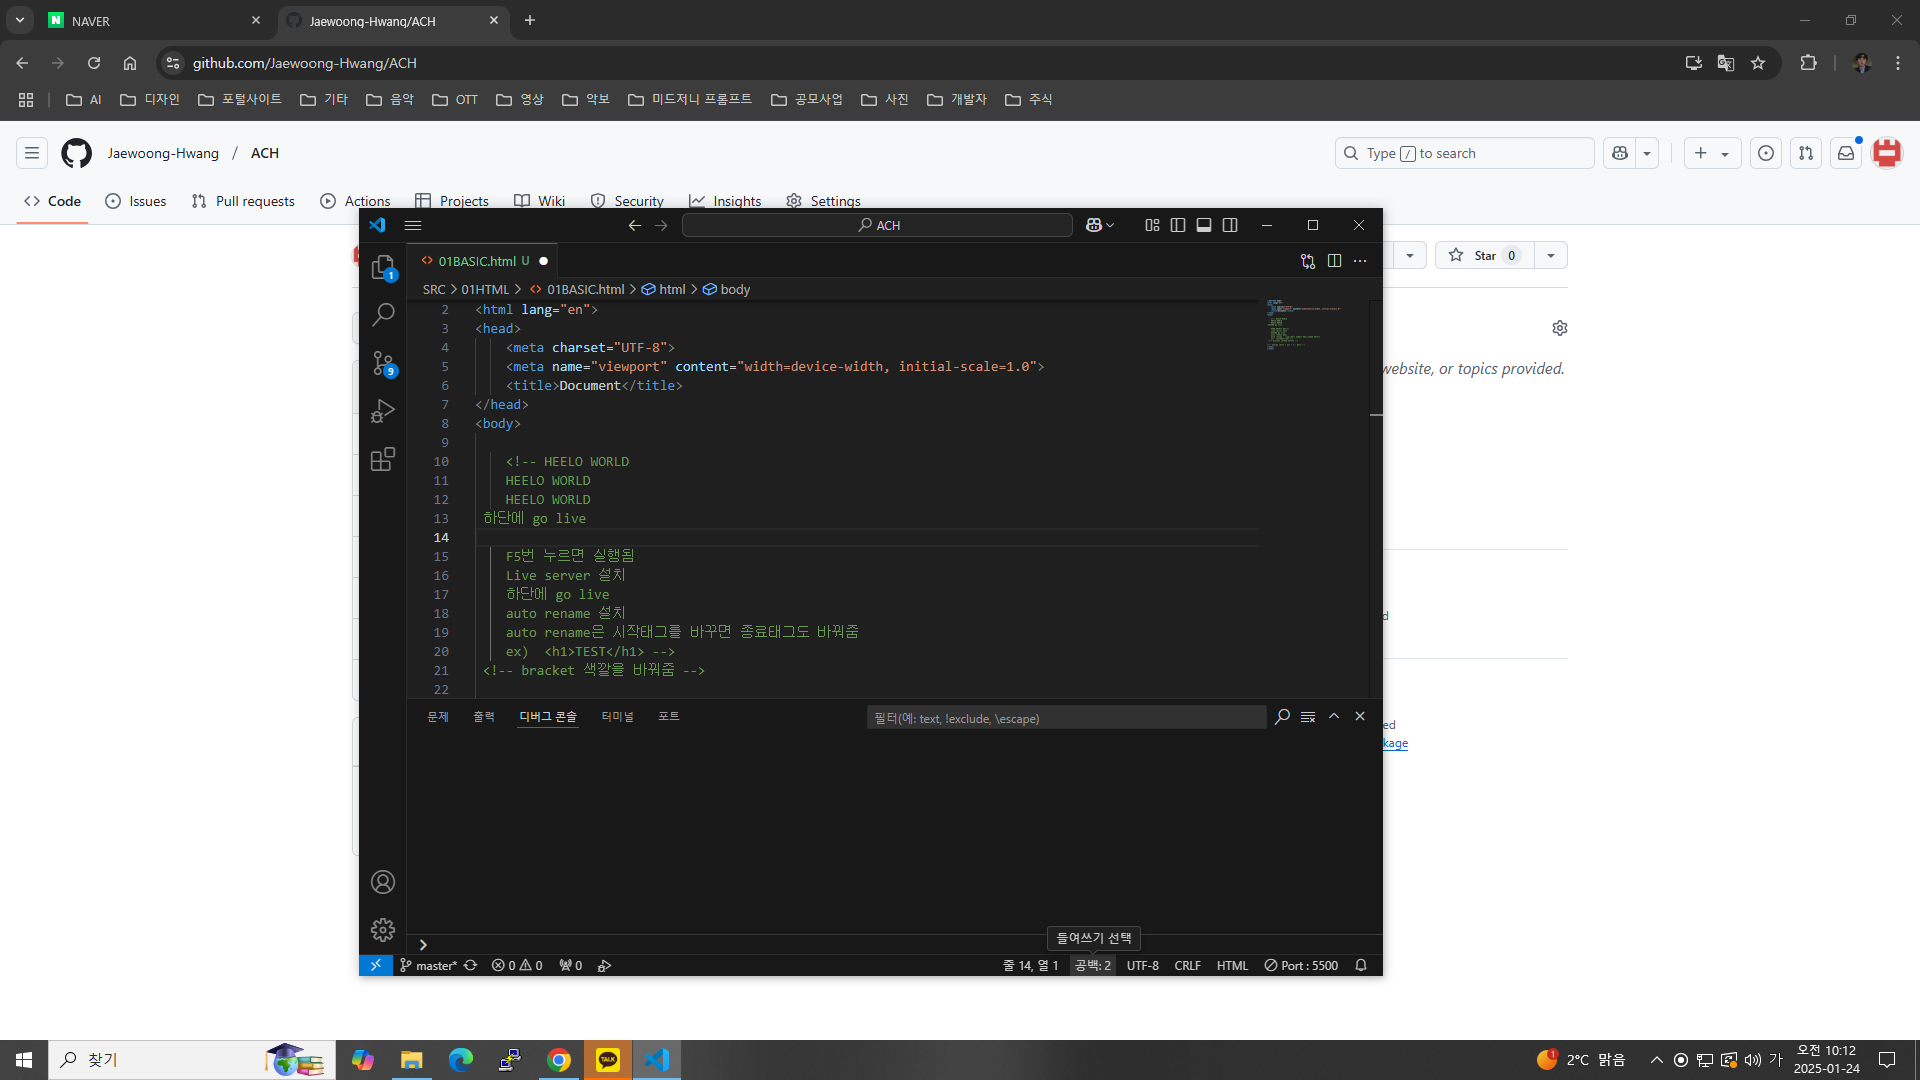 NAVER
Jaewoong-Hwang/ACH
github.com/Jaewoong-Hwang/ACH
AI 디자인 포털사이트 기타 음악 OTT 영상 악보 미드저니 프롬프트 공모사업 사진 개발자 주식
Jaewoong-Hwang / ACH
Type / to search
Code Issues Pull requests Actions Projects Wiki Security Insights Settings
ACH
01BASIC.html U
Star 0
1
SRC > 01HTML > 01BASIC.html > html > body
2 <html lang="en">
3 <head>
4 <meta charset="UTF-8">
5 <meta name="viewport" content="width=device-width, initial-scale=1.0">
website, or topics provided.
9
6 <title>Document</title>
7 </head>
8 <body>
9
10 <!-- HEELO WORLD
11 HEELO WORLD
12 HEELO WORLD
13 하단에 go live
14
15 F5번 누르면 실행됨
16 Live server 설치
17 하단에 go live
18 auto rename 설치
19 auto rename은 시작태그를 바꾸면 종료태그도 바꿔줌
20 ex) <h1>TEST</h1> -->
21 <!-- bracket 색깔을 바꿔줌 -->
22
문제 출력 디버그 콘솔 터미널 포트
필터(예: text, !exclude, \escape)
들여쓰기 선택
master* 0 0 0
줄 14, 열 1 공백: 2 UTF-8 CRLF HTML Port : 5500
찾기
TALK
1
2°C 맑음
가
오전 10:12
2025-01-24